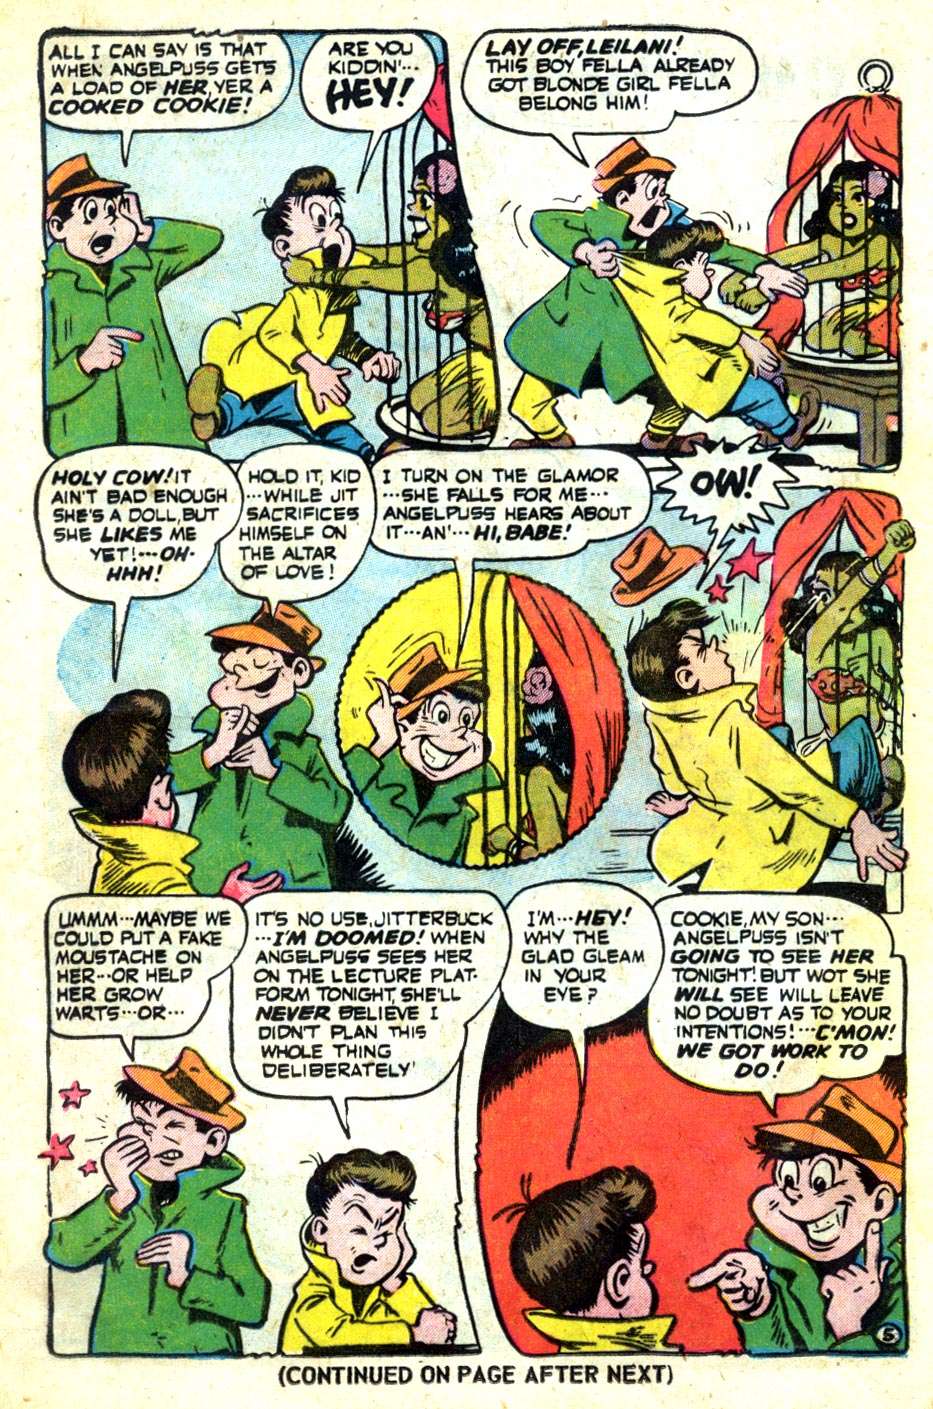 ALL I CAN SAY IS THAT
WHEN ANGELPUSS GETS
A LOAD OF HER, YER A
COOKED COOKIE!
ARE YOU
KIDDIN'...
HEY!
LAY OFF, LEILANI!
THIS BOY FELLA ALREADY
GOT BLONDE GIRL FELLA
BELONG HIM!
HOLY COW! IT
AIN'T BAD ENOUGH
SHE'S A DOLL, BUT
SHE LIKES ME
YET!...OH-
HHH!
HOLD IT, KID
...WHILE JIT
SACRIFICES
HIMSELF ON
THE ALTAR
OF LOVE!
I TURN ON THE GLAMOR
...SHE FALLS FOR ME...
ANGELPUSS HEARS ABOUT
IT...AN'... HI, BABE!
OW!
UMMM...MAYBE WE
COULD PUT A FAKE
MOUSTACHE ON
HER...OR HELP
HER GROW
WARTS...OR...
IT'S NO USE, JITTERBUCK
...I'M DOOMED! WHEN
ANGELPUSS SEES HER
ON THE LECTURE PLAT-
FORM TONIGHT, SHE'LL
NEVER BELIEVE I
DIDN'T PLAN THIS
WHOLE THING
DELIBERATELY'
I'M...HEY!
WHY THE
GLAD GLEAM
IN YOUR
EYE?
COOKIE, MY SON...
ANGELPUSS ISN'T
GOING TO SEE HER
TONIGHT! BUT WOT SHE
WILL SEE WILL LEAVE
NO DOUBT AS TO YOUR
INTENTIONS!...C'MON!
WE GOT WORK TO
DO!
5
(CONTINUED ON PAGE AFTER NEXT)